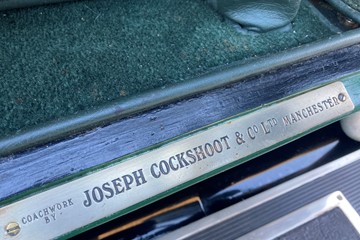 COACHWORK
BY
JOSEPH COCKSHOOT & Co LTD MANCHESTER